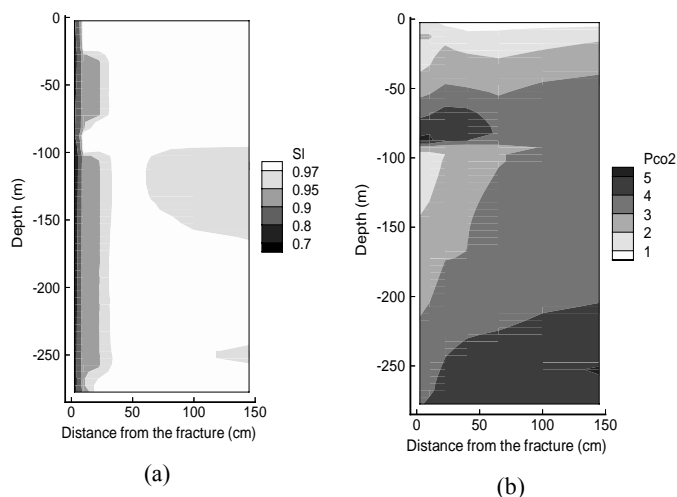 0
-50
-100
-150
-200
-250
Depth (m)
0 50 100 150
Distance from the fracture (cm)
Sl
0.97
0.95
0.9
0.8
0.7
(a)
0
-50
-100
-150
-200
-250
Depth (m)
0 50 100 150
Distance from the fracture (cm)
Pco2
5
4
3
2
1
(b)